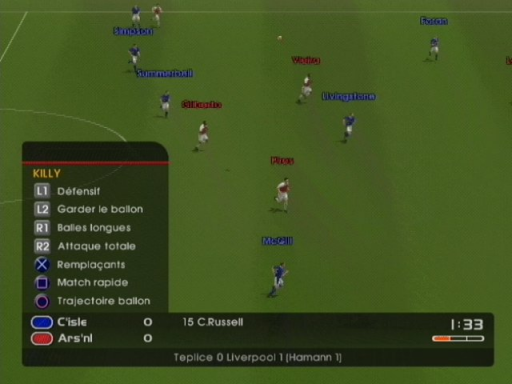 Simpson
Foran
Vieira
Summerbell
Livingstone
Gilberto
Pires
McGill
KILLY
L1 Défensif
L2 Garder le ballon
R1 Balles longues
R2 Attaque totale
Remplaçants
Match rapide
Trajectoire ballon
C'isle 0 15 C.Russell 1:33
Ars'nl 0
Teplice 0 Liverpool 1 (Hamann 1)